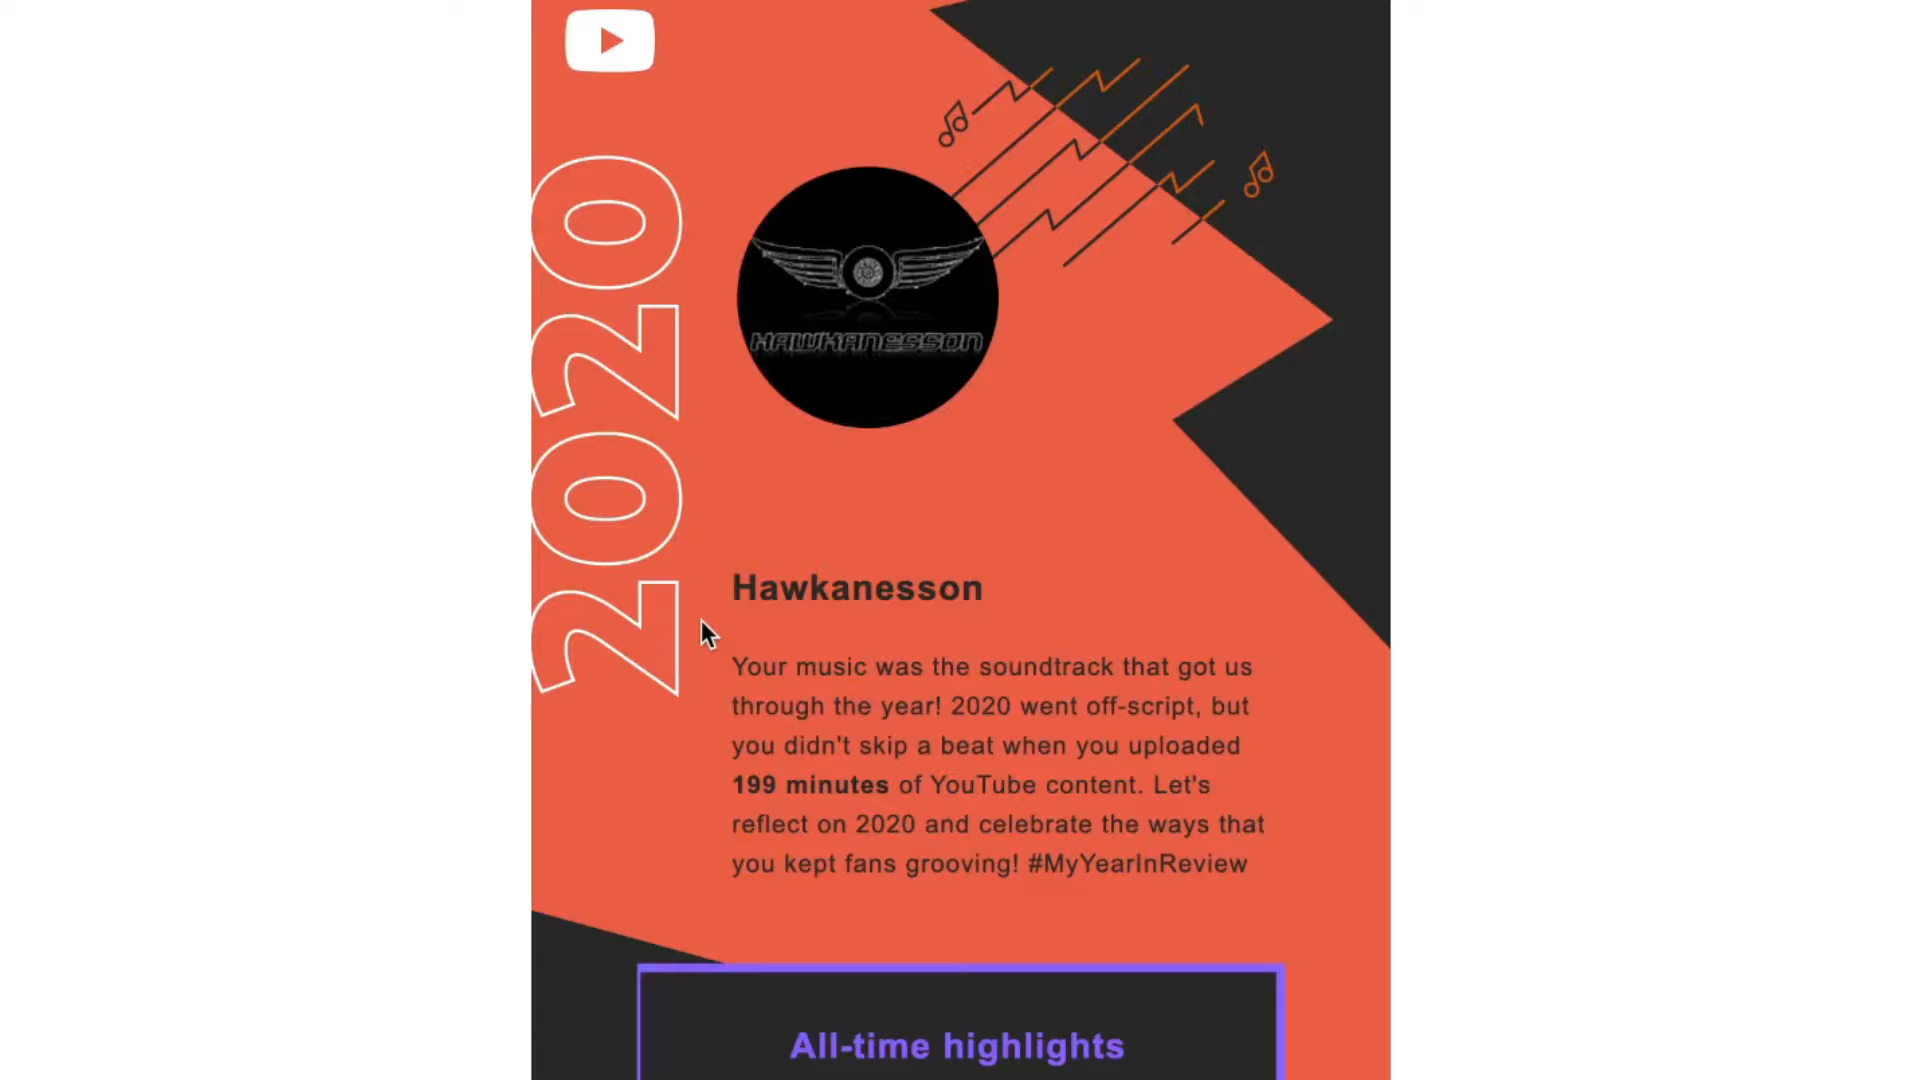 2020
HAWKANESSON
Hawkanesson
Your music was the soundtrack that got us
through the year! 2020 went off-script, but
you didn't skip a beat when you uploaded
199 minutes of YouTube content. Let's
reflect on 2020 and celebrate the ways that
you kept fans grooving! #MyYearInReview
All-time highlights